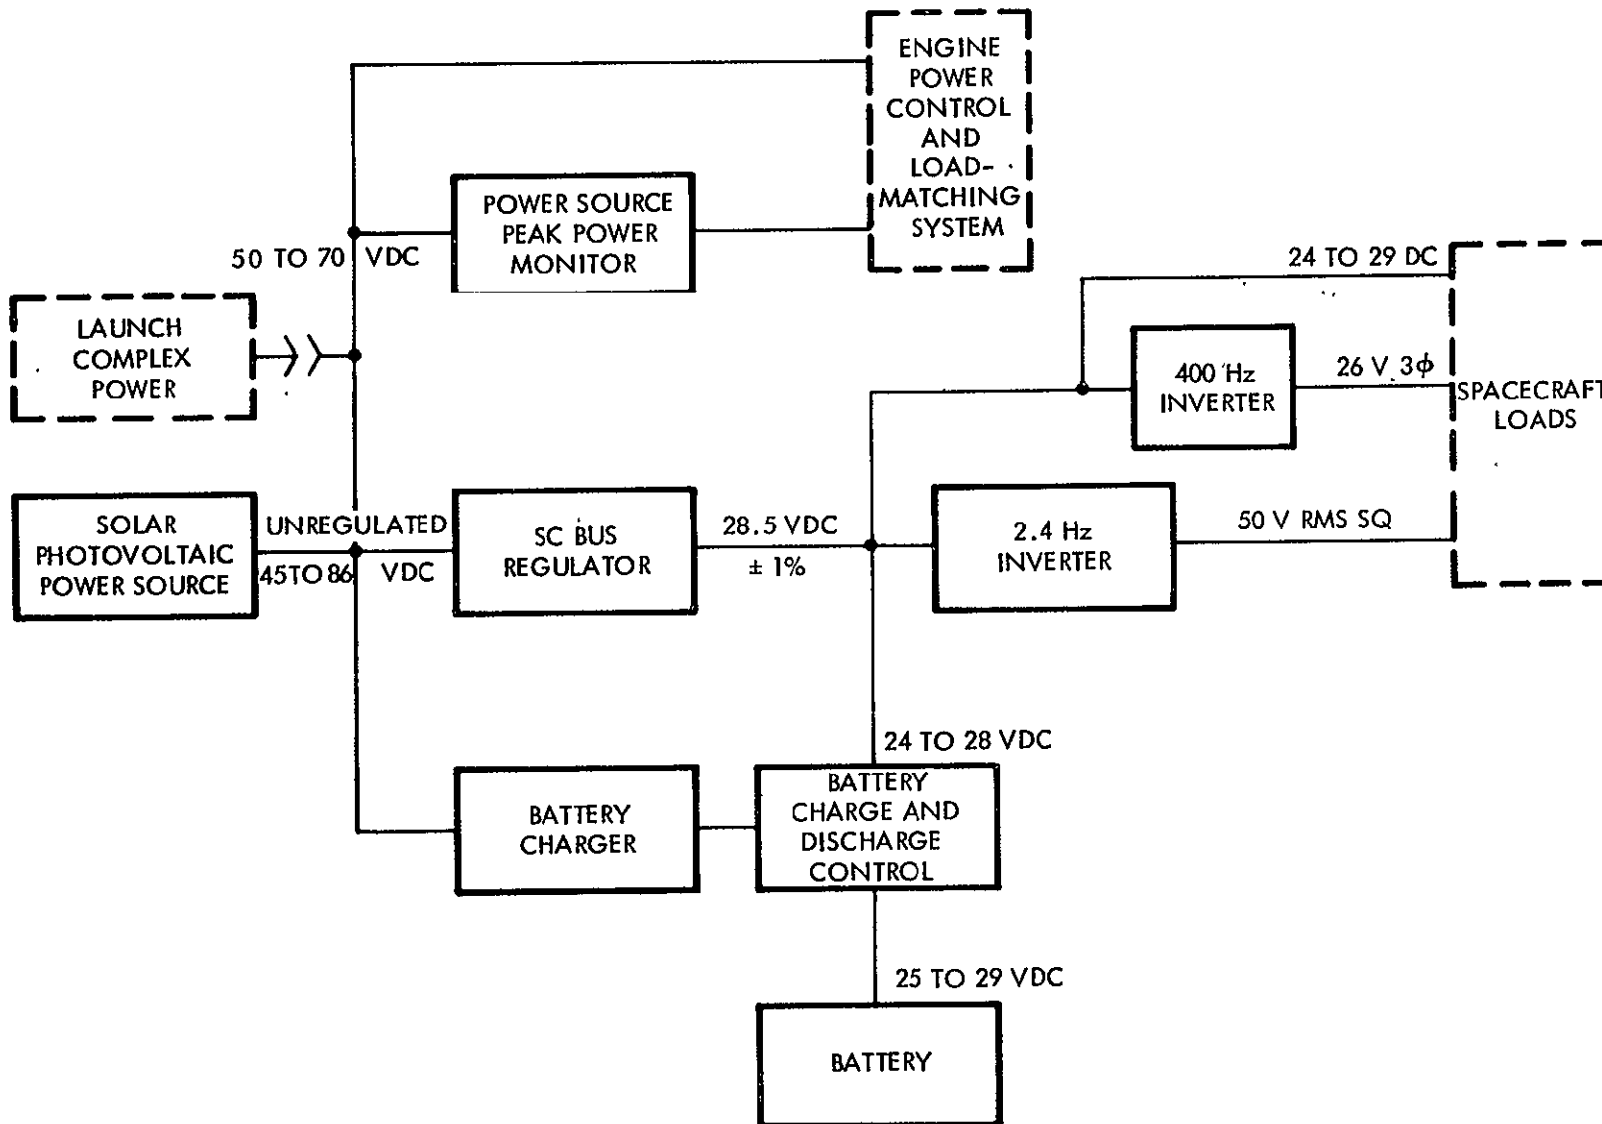 ENGINE
POWER
CONTROL
AND
LOAD-
MATCHING
SYSTEM
POWER SOURCE
PEAK POWER
MONITOR
50 TO 70 VDC
24 TO 29 DC
LAUNCH
COMPLEX
POWER
400 Hz
INVERTER
26 V 3ϕ
SPACECRAFT
LOADS
SOLAR
PHOTOVOLTAIC
POWER SOURCE
UNREGULATED
45 TO 86 VDC
SC BUS
REGULATOR
28.5 VDC
± 1%
2.4 Hz
INVERTER
50 V RMS SQ
24 TO 28 VDC
BATTERY
CHARGER
BATTERY
CHARGE AND
DISCHARGE
CONTROL
25 TO 29 VDC
BATTERY